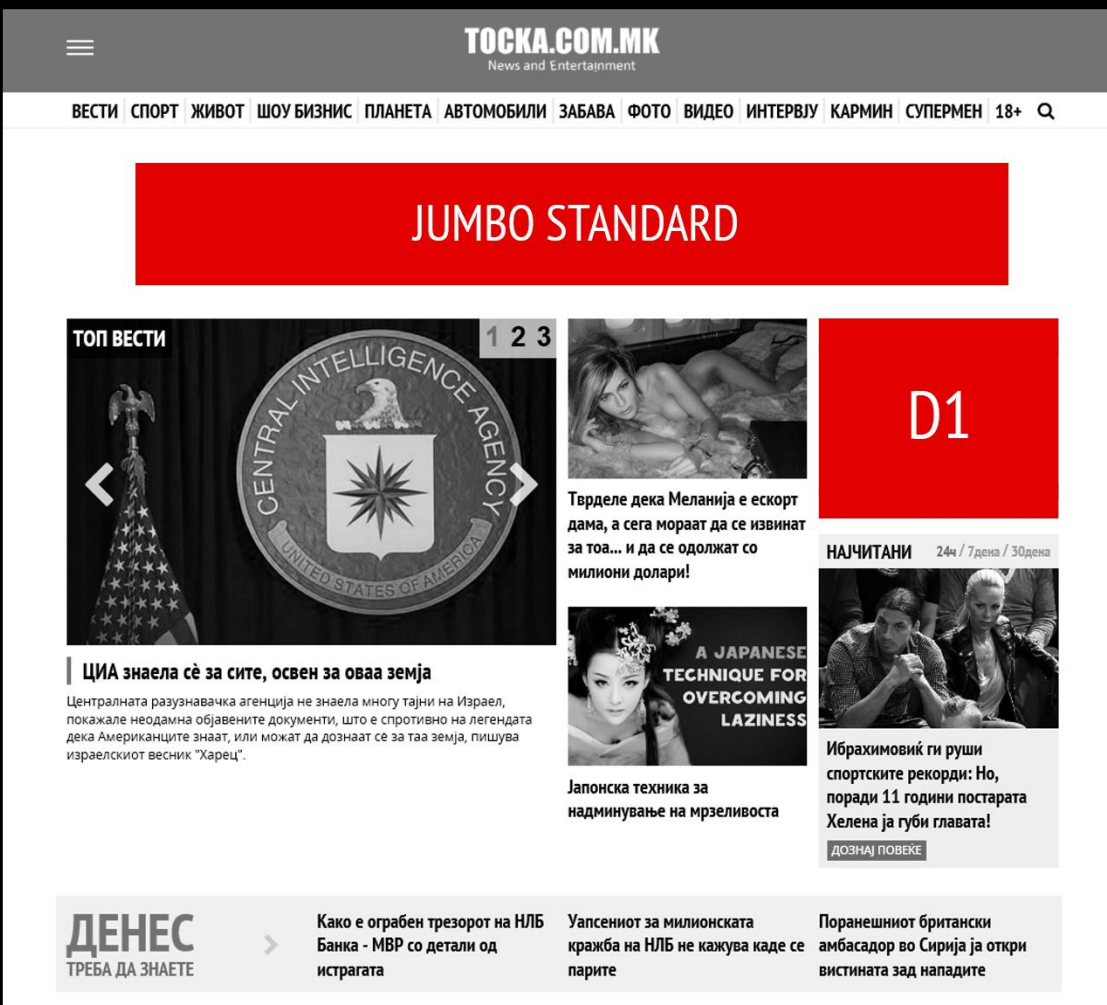 TOCKA.COM.MK
News and Entertainment
ВЕСТИ СПОРТ ЖИВОТ ШОУ БИЗНИС ПЛАНЕТА АВТОМОБИЛИ ЗАБАВА ФОТО ВИДЕО ИНТЕРВЈУ КАРМИН СУПЕРМЕН 18+
JUMBO STANDARD
ТОП ВЕСТИ
1 2 3
CENTRAL INTELLIGENCE AGENCY
UNITED STATES OF AMERICA
ЦИА знаела сѐ за сите, освен за оваа земја
Централната разузнавачка агенција не знаела многу тајни на Израел,
покажале неодамна објавените документи, што е спротивно на легендата
дека Американците знаат, или можат да дознаат сè за таа земја, пишува
израелскиот весник "Харец".
Тврделе дека Меланија е ескорт
дама, а сега мораат да се извинат
за тоа... и да се одолжат со
милиони долари!
A JAPANESE
TECHNIQUE FOR
OVERCOMING
LAZINESS
Јапонска техника за
надминување на мрзеливоста
D1
НАЈЧИТАНИ 24ч / 7дена / 30дена
Ибрахимовиќ ги руши
спортските рекорди: Но,
поради 11 години постарата
Хелена ја губи главата!
ДОЗНАЈ ПОВЕЌЕ
ДЕНЕС
ТРЕБА ДА ЗНАЕТЕ
Како е ограбен трезорот на НЛБ
Банка - МВР со детали од
истрагата
Уапсениот за милионската
кражба на НЛБ не кажува каде се
парите
Поранешниот британски
амбасадор во Сирија ја откри
вистината зад нападите